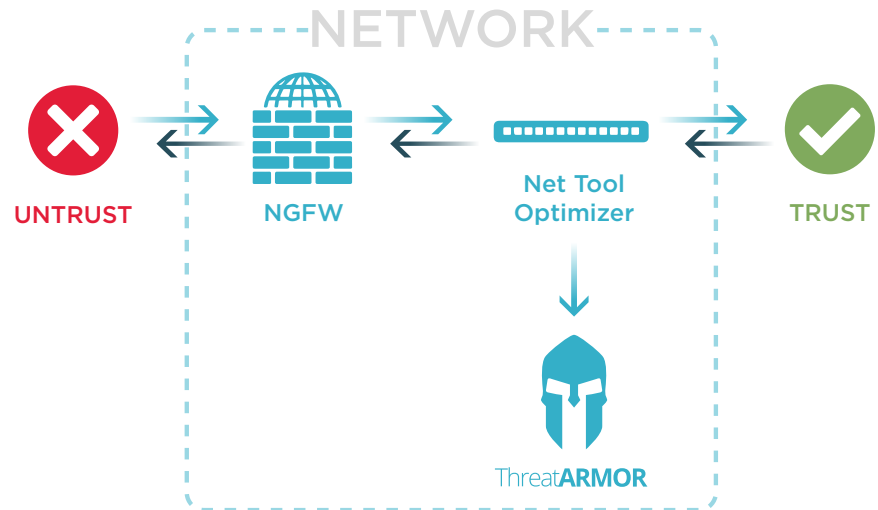 NETWORK
UNTRUST
NGFW
Net Tool
Optimizer
TRUST
ThreatARMOR